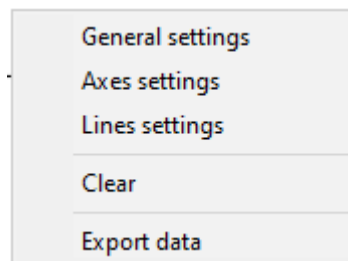 General settings
Axes settings
Lines settings
Clear
Export data